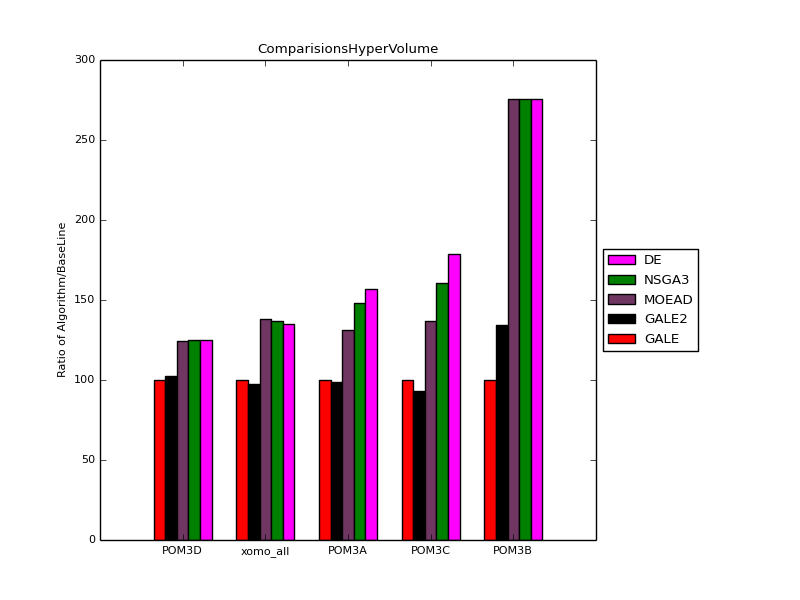 ComparisionsHyperVolume
300
250
200
150
100
50
0
Ratio of Algorithm/BaseLine
POM3D xomo_all POM3A POM3C POM3B
DE
NSGA3
MOEAD
GALE2
GALE